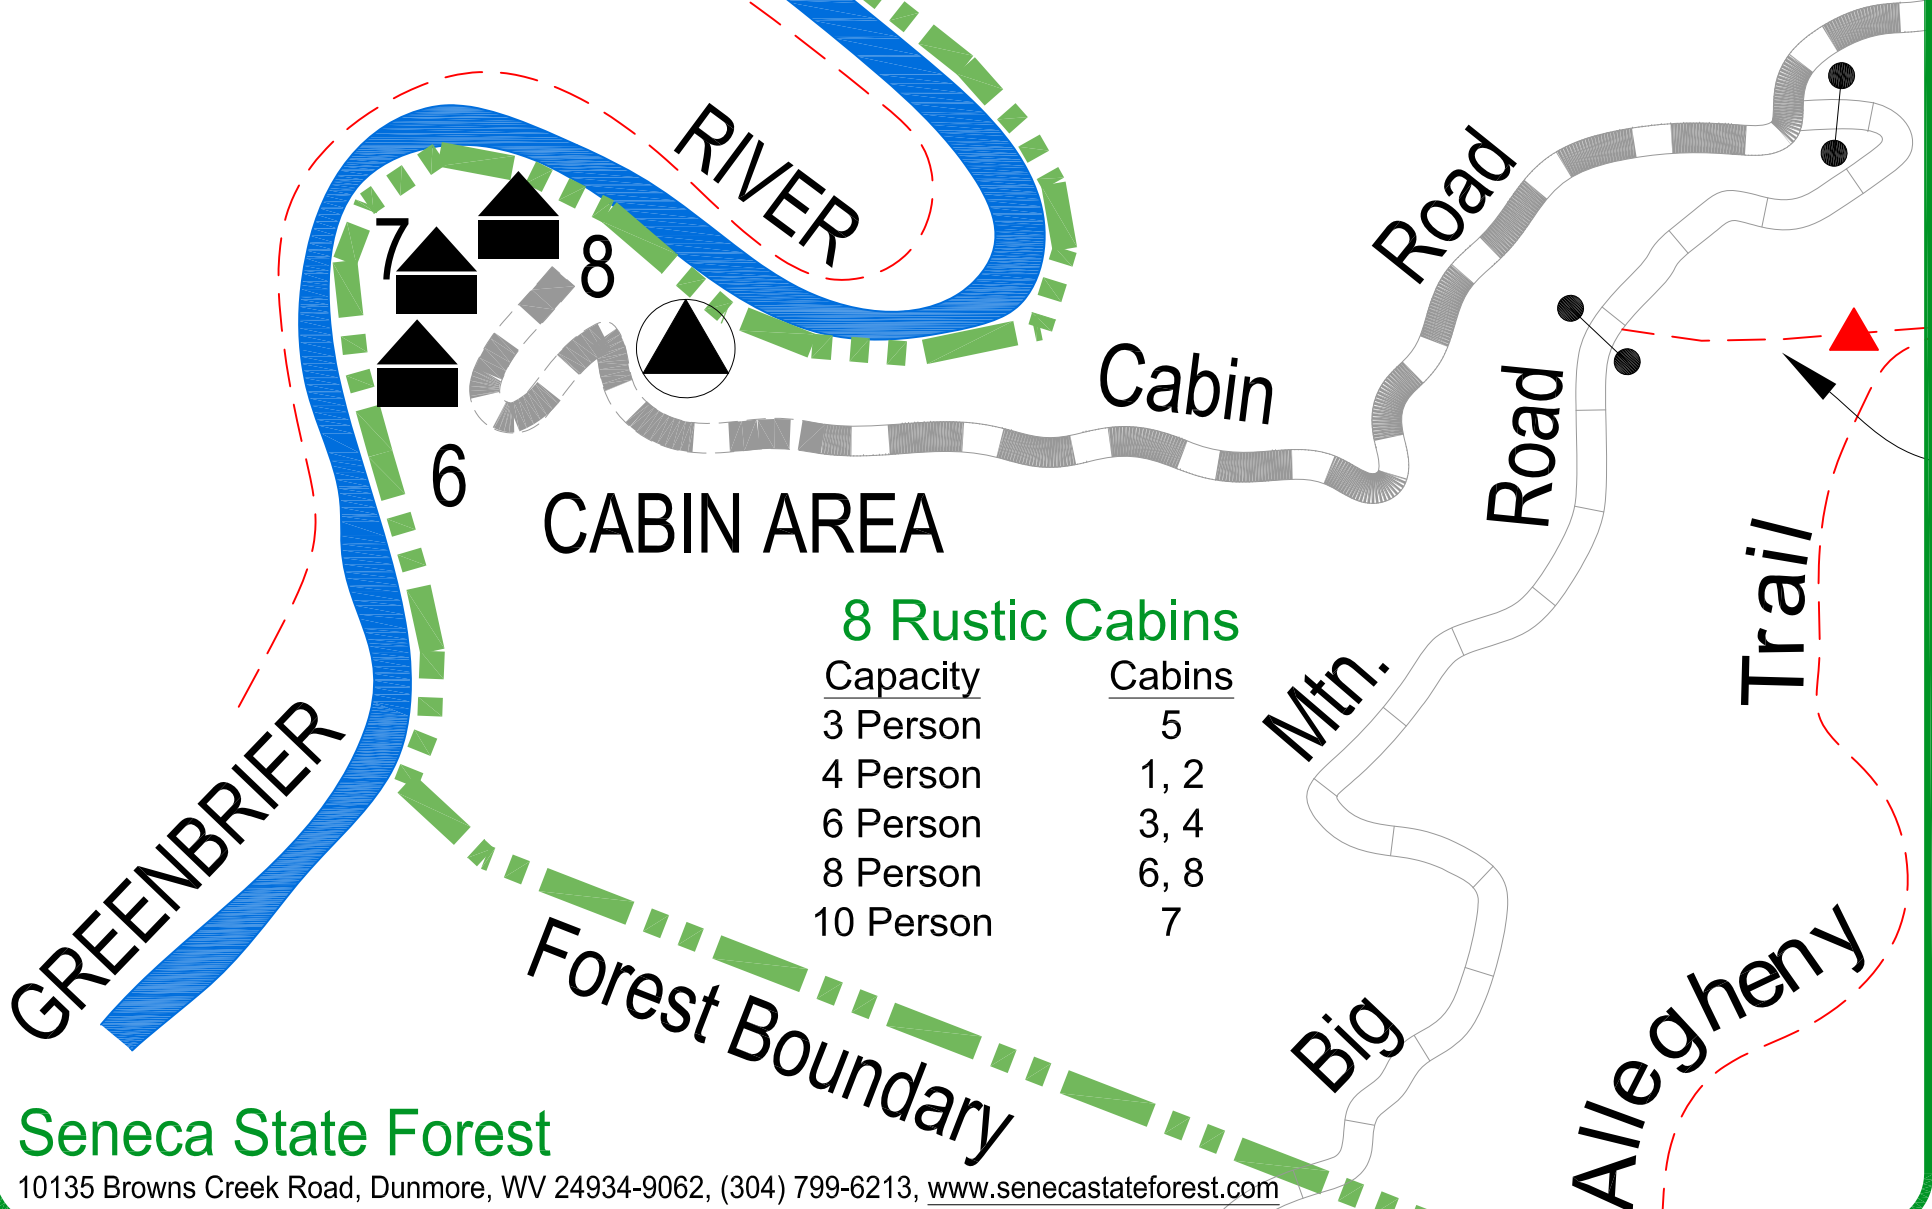 RIVER
Road
7
8
Cabin
Road
6
CABIN AREA
Trail
8 Rustic Cabins
Capacity Cabins
3 Person 5
4 Person 1, 2
6 Person 3, 4
8 Person 6, 8
10 Person 7
Mtn.
GREENBRIER
Forest Boundary
Big
Allegheny
Seneca State Forest
10135 Browns Creek Road, Dunmore, WV 24934-9062, (304) 799-6213, www.senecastateforest.com